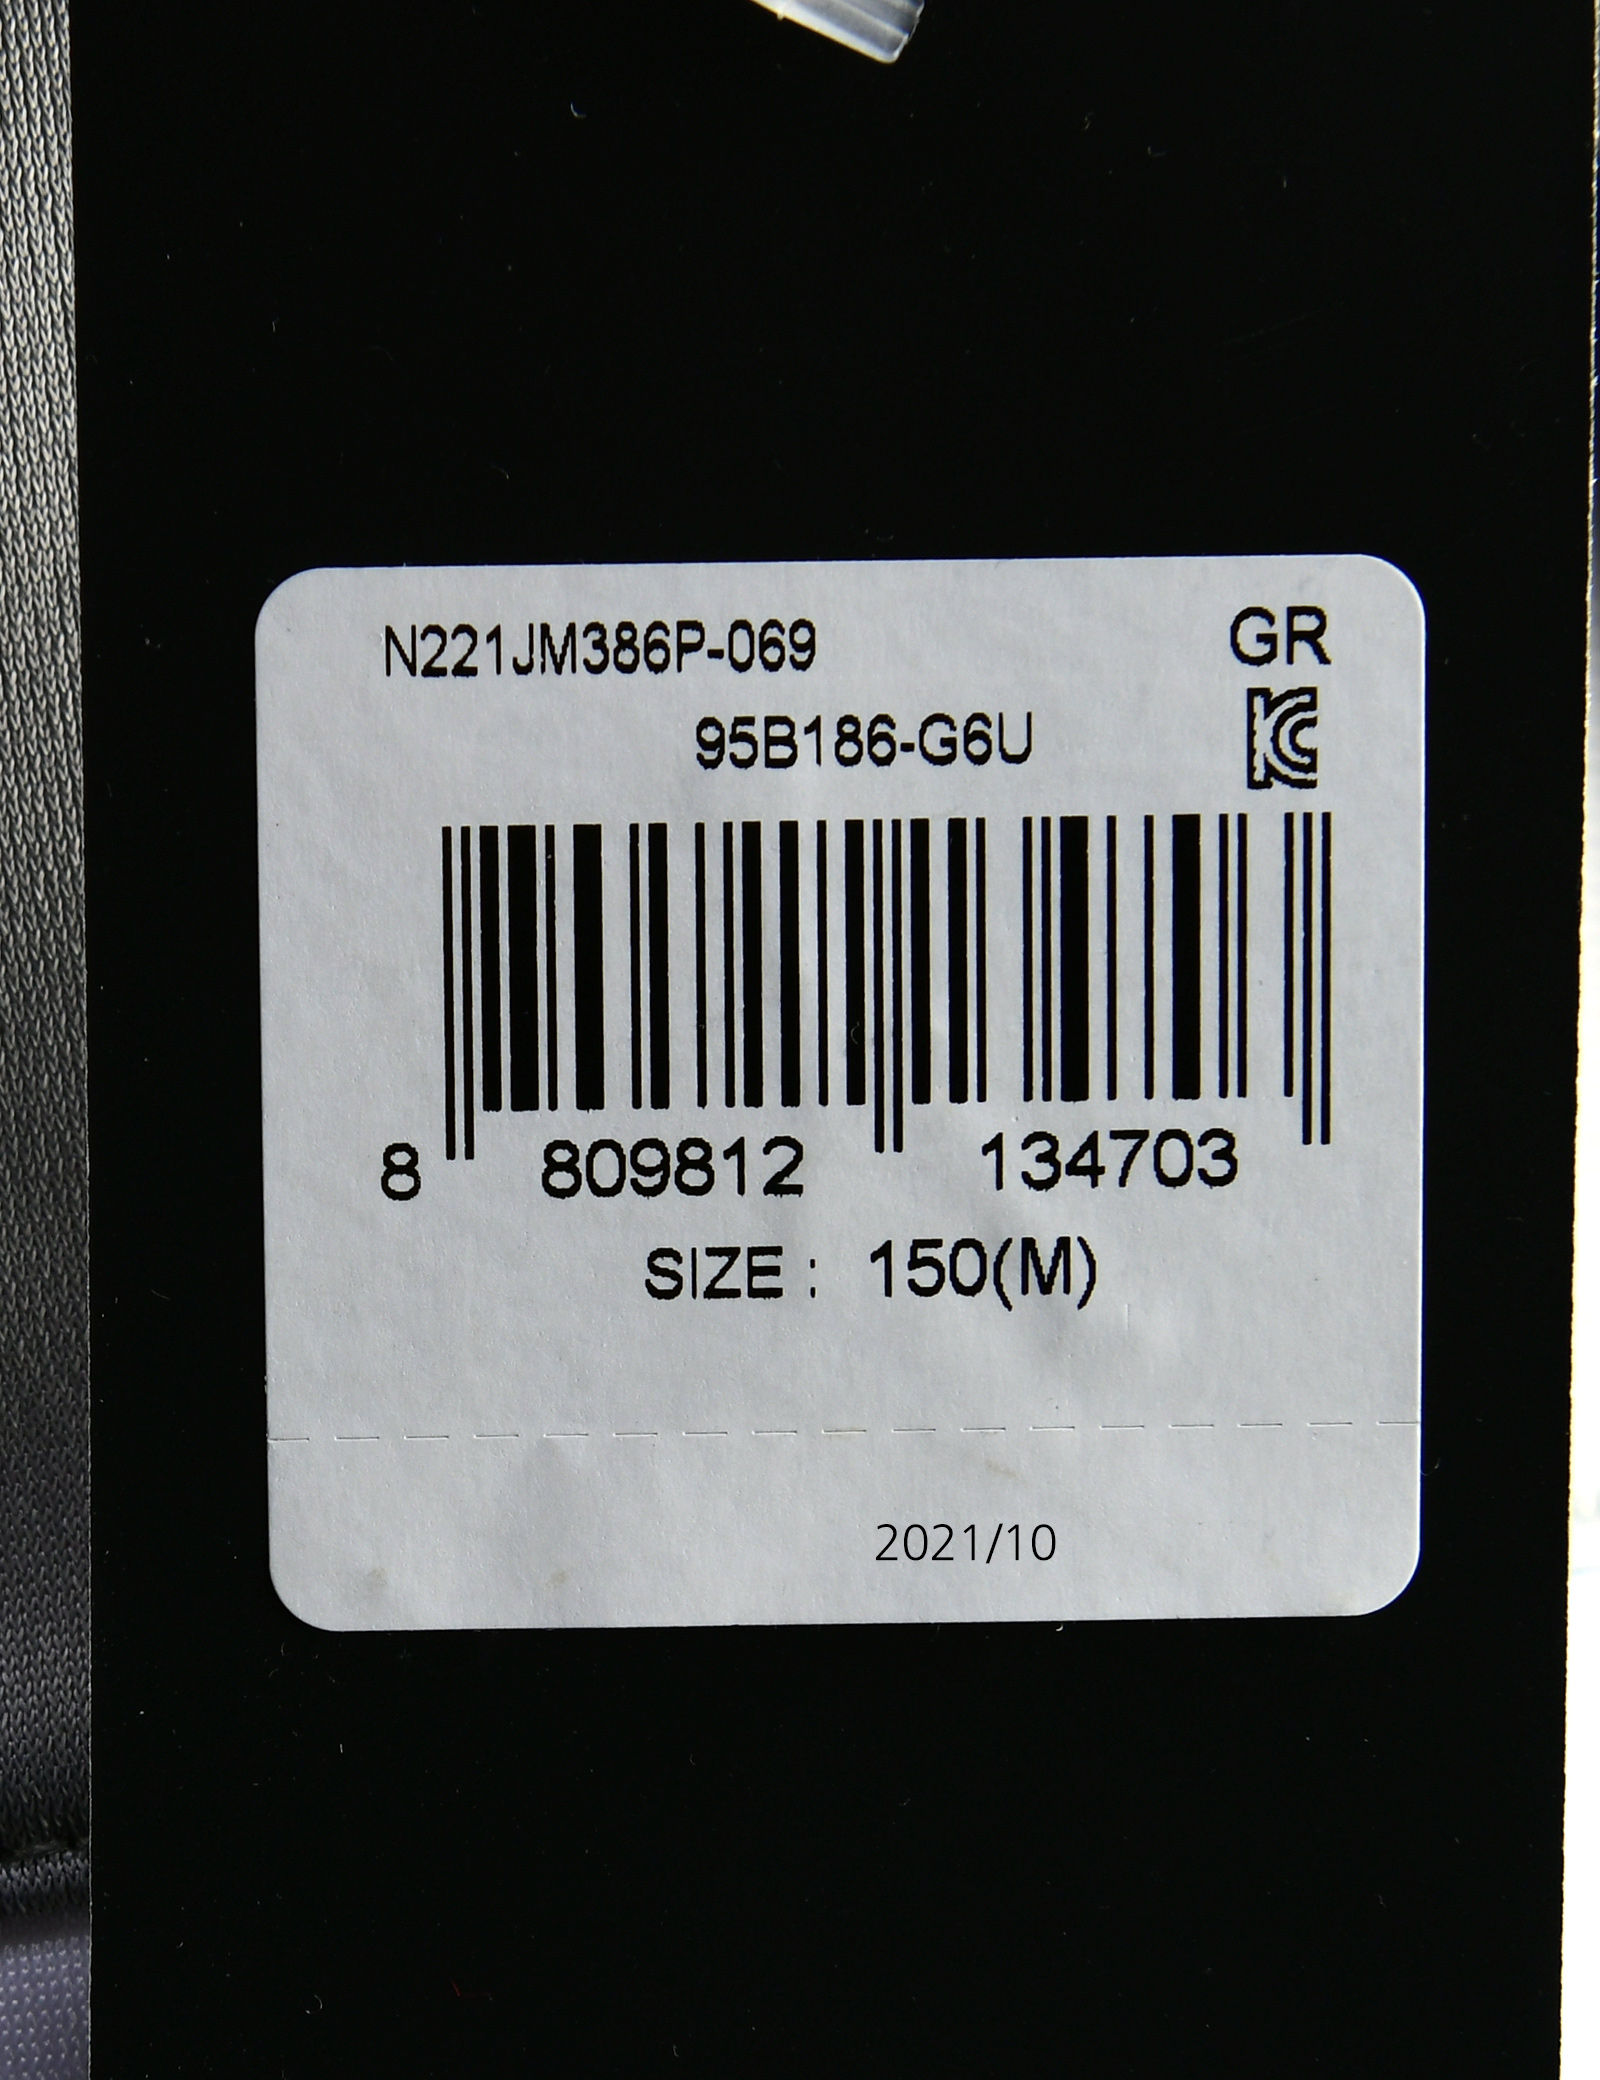 N221JM386P-069 GR
95B186-G6U
8 809812 134703
SIZE : 150(M)
2021/10